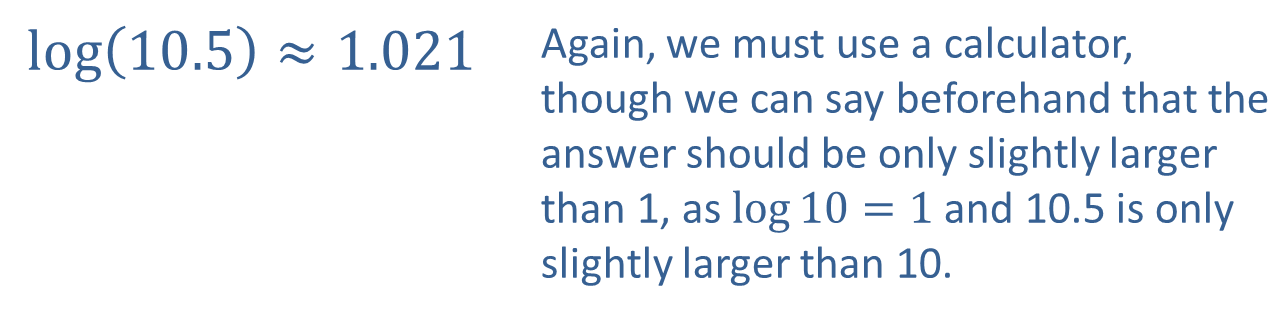 log(10.5) ≈ 1.021
Again, we must use a calculator,
though we can say beforehand that the
answer should be only slightly larger
than 1, as log 10 = 1 and 10.5 is only
slightly larger than 10.